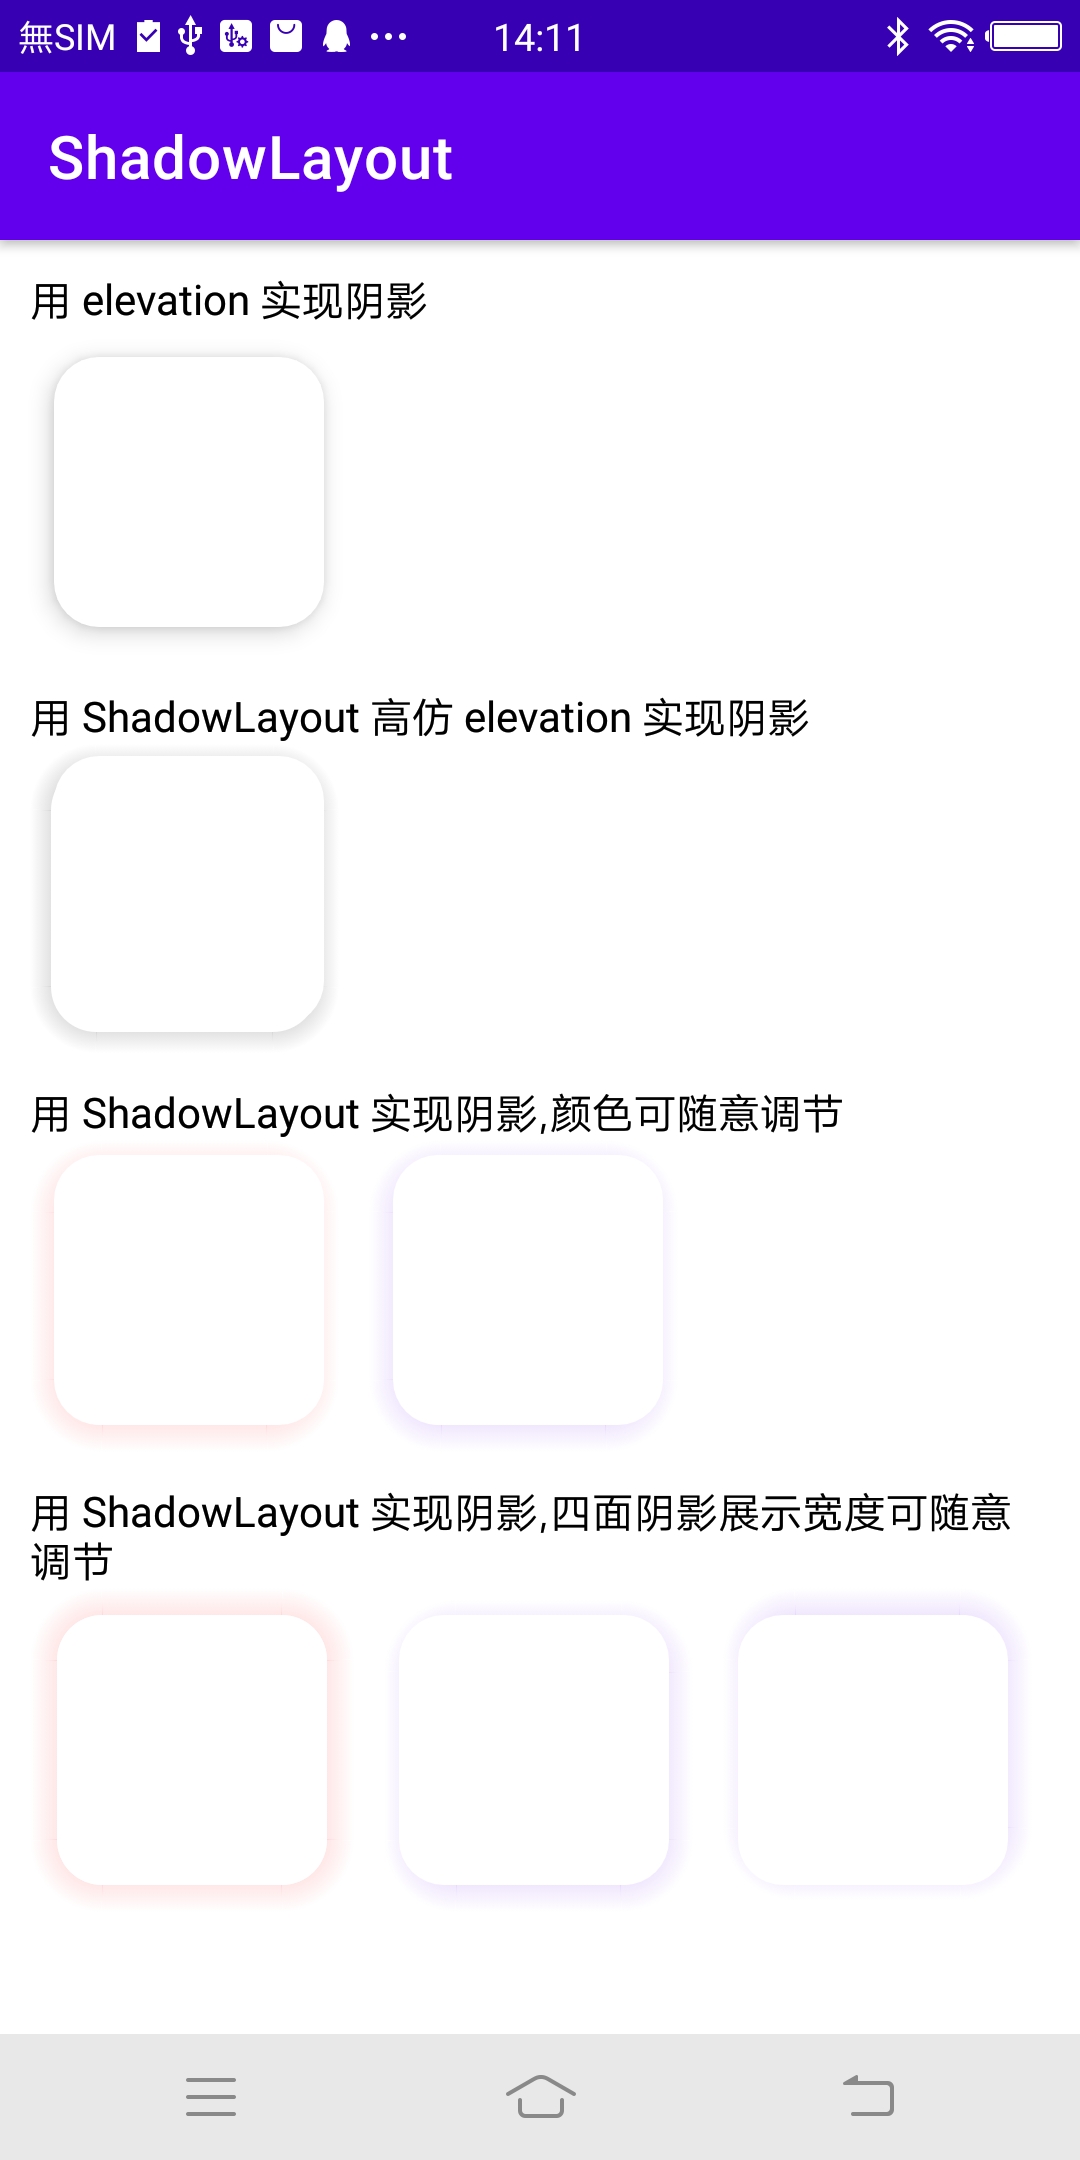 無SIM 14:11
ShadowLayout
用 elevation 实现阴影
用 ShadowLayout 高仿 elevation 实现阴影
用 ShadowLayout 实现阴影,颜色可随意调节
用 ShadowLayout 实现阴影,四面阴影展示宽度可随意
调节